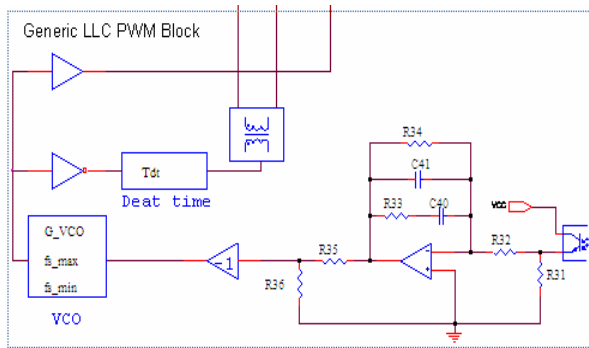 Generic LLC PWM Block
R34
C41
Tdt
R33
C40
VCC
Deat time
G_VCO
fs_max
fs_min
-1
R35
R32
R36
R31
VCO
-
+